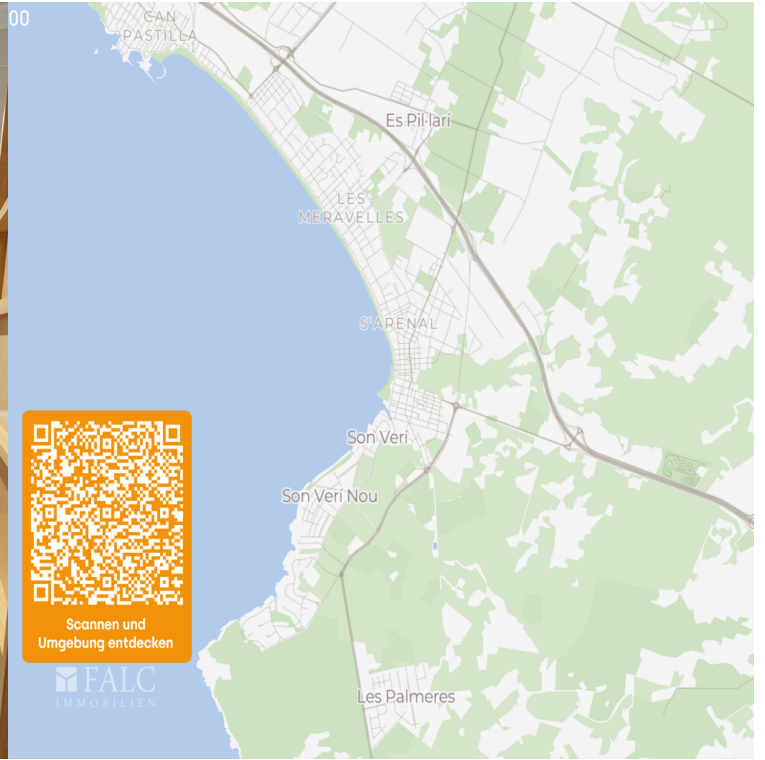 00
CAN
PASTILLA
Es Pil·larí
LES
MERAVELLES
S'ARENAL
Son Verí
Son Verí Nou
Scannen und
Umgebung entdecken
FALC
IMMOBILIEN
Les Palmeres